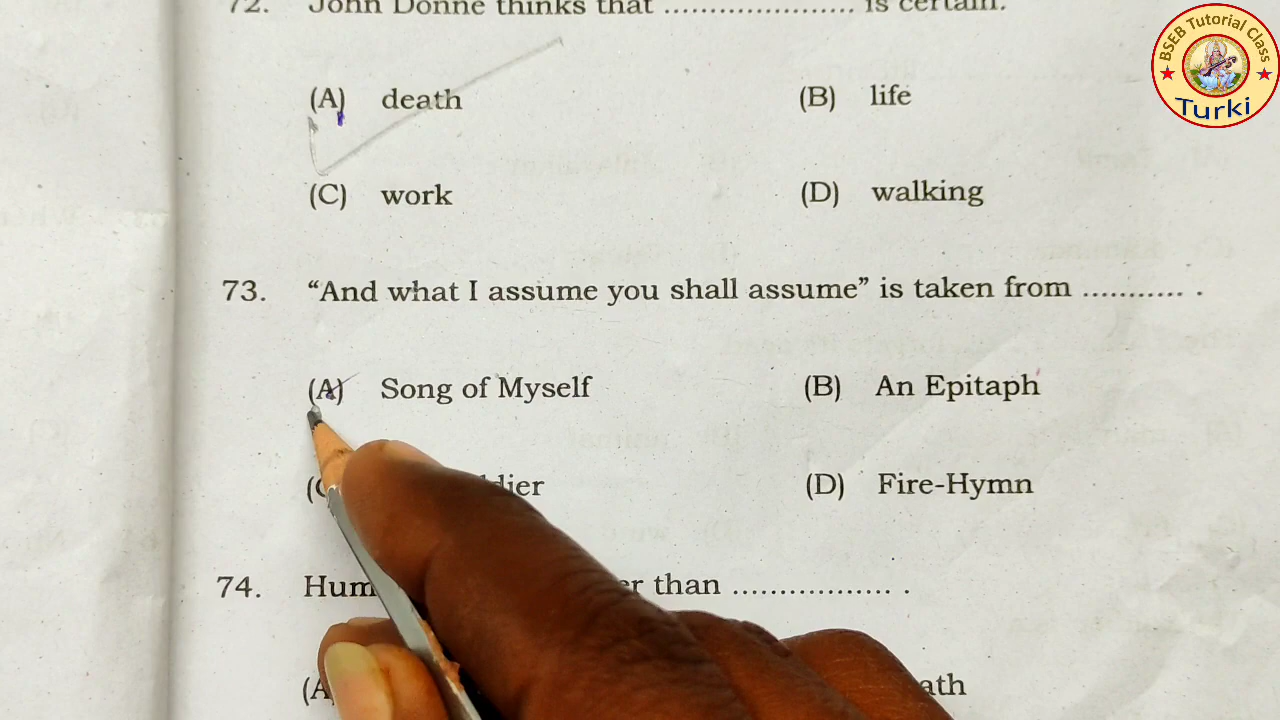 72. John Donne thinks that ..................... is certain.
(A) death (B) life
(C) work (D) walking
73. “And what I assume you shall assume” is taken from ........... .
(A) Song of Myself (B) An Epitaph
(D) Fire-Hymn
74. than ................. .
BSEB Tutorial Class
Turki